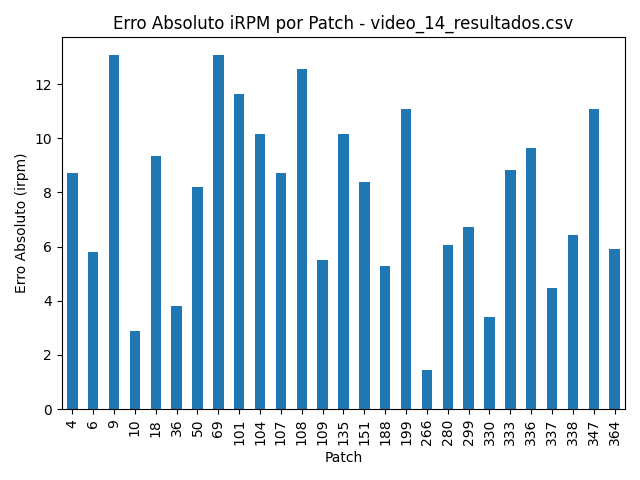 Erro Absoluto iRPM por Patch - video_14_resultados.csv
Erro Absoluto (irpm)
12
10
8
6
4
2
0
4 6 9 10 18 36 50 69 101 104 107 108 109 135 151 188 199 266 280 299 330 333 336 337 338 347 364
Patch